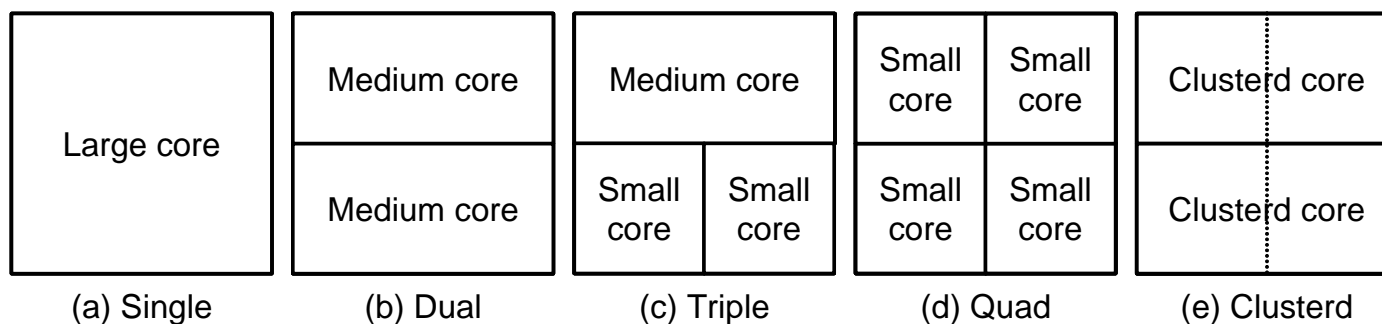 Large core
(a) Single
Medium core
Medium core
(b) Dual
Medium core
Small
core
Small
core
(c) Triple
Small
core
Small
core
Small
core
Small
core
(d) Quad
Clusterd core
Clusterd core
(e) Clusterd